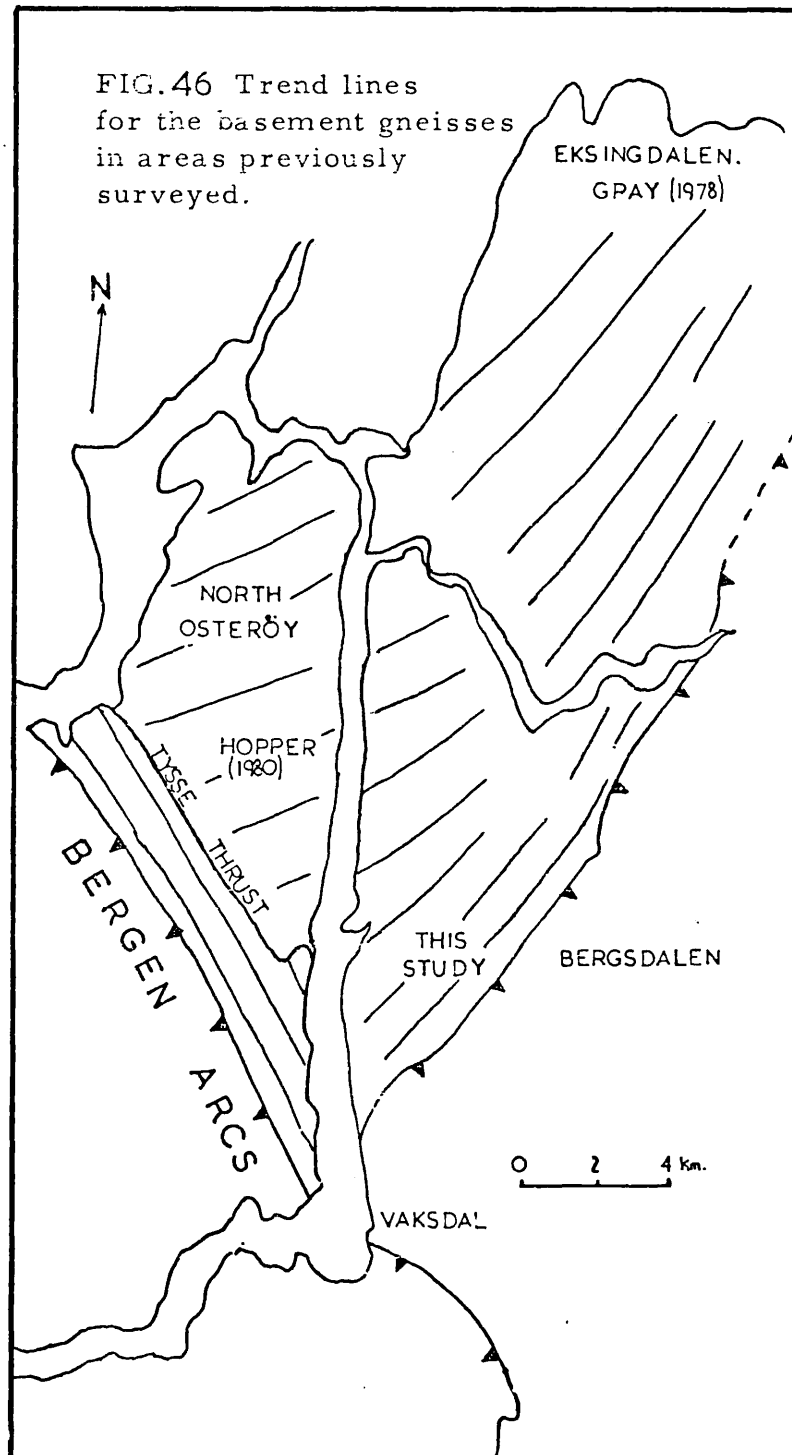 FIG.46 Trend lines
for the basement gneisses
in areas previously
surveyed.
EKSINGDALEN.
GPAY (1978)
N
NORTH
OSTERÖY
HOPPER
(1980)
TYSSE THRUST
BERGEN ARCS
THIS
STUDY
BERGSDALEN
0 2 4 Km.
VAKSDAL